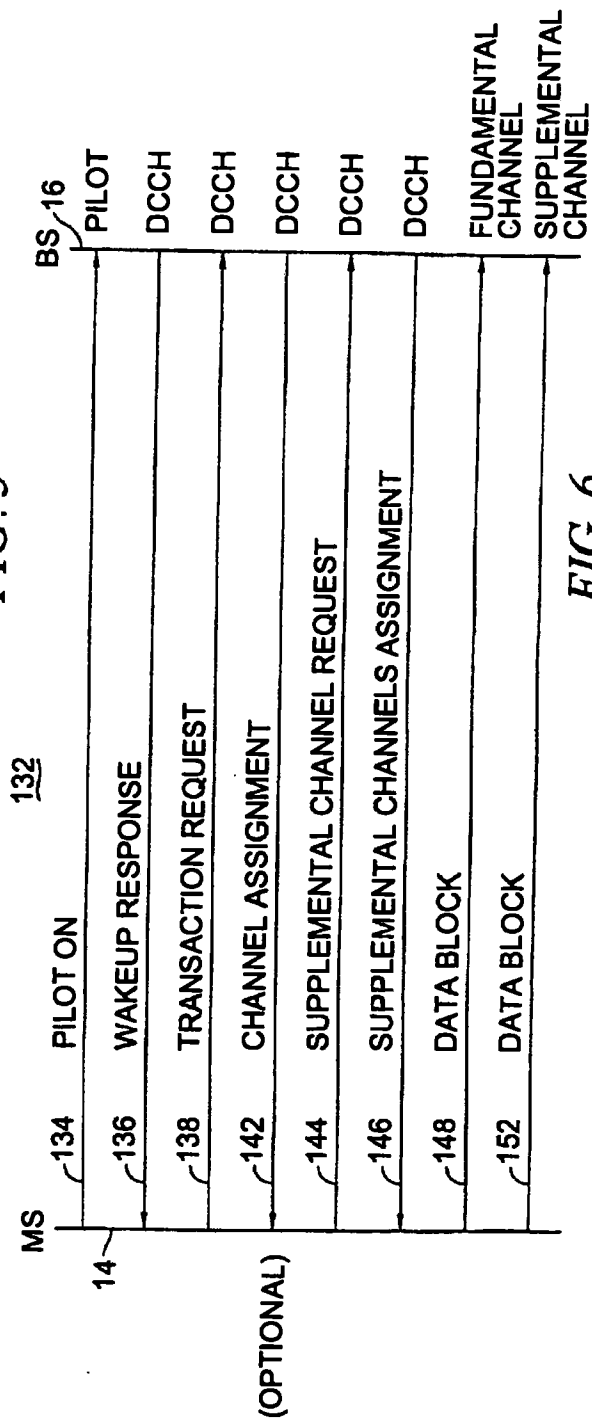 FIG. 5
132
MS
BS 16
14
134 PILOT ON PILOT
136 WAKEUP RESPONSE DCCH
138 TRANSACTION REQUEST DCCH
(OPTIONAL) 142 CHANNEL ASSIGNMENT DCCH
144 SUPPLEMENTAL CHANNEL REQUEST DCCH
146 SUPPLEMENTAL CHANNELS ASSIGNMENT DCCH
148 DATA BLOCK FUNDAMENTAL
CHANNEL
152 DATA BLOCK SUPPLEMENTAL
CHANNEL
FIG. 6